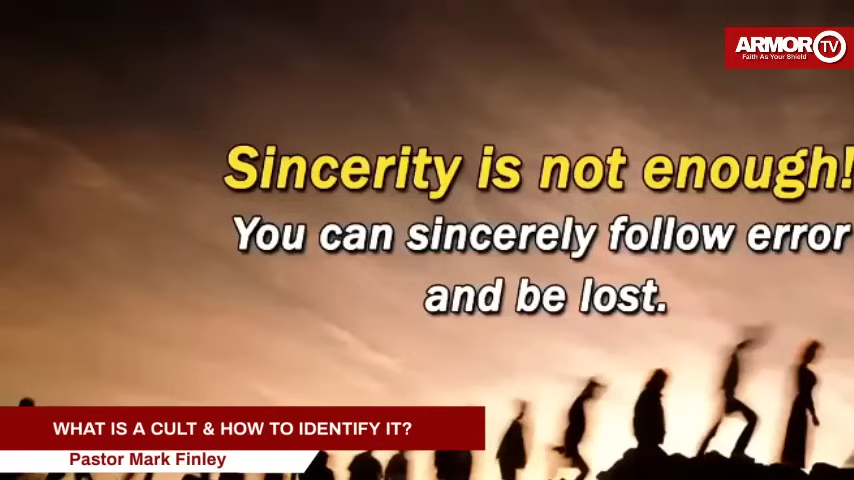 ARMOR TV
Faith As Your Shield
Sincerity is not enough!
You can sincerely follow error
and be lost.
WHAT IS A CULT & HOW TO IDENTIFY IT?
Pastor Mark Finley